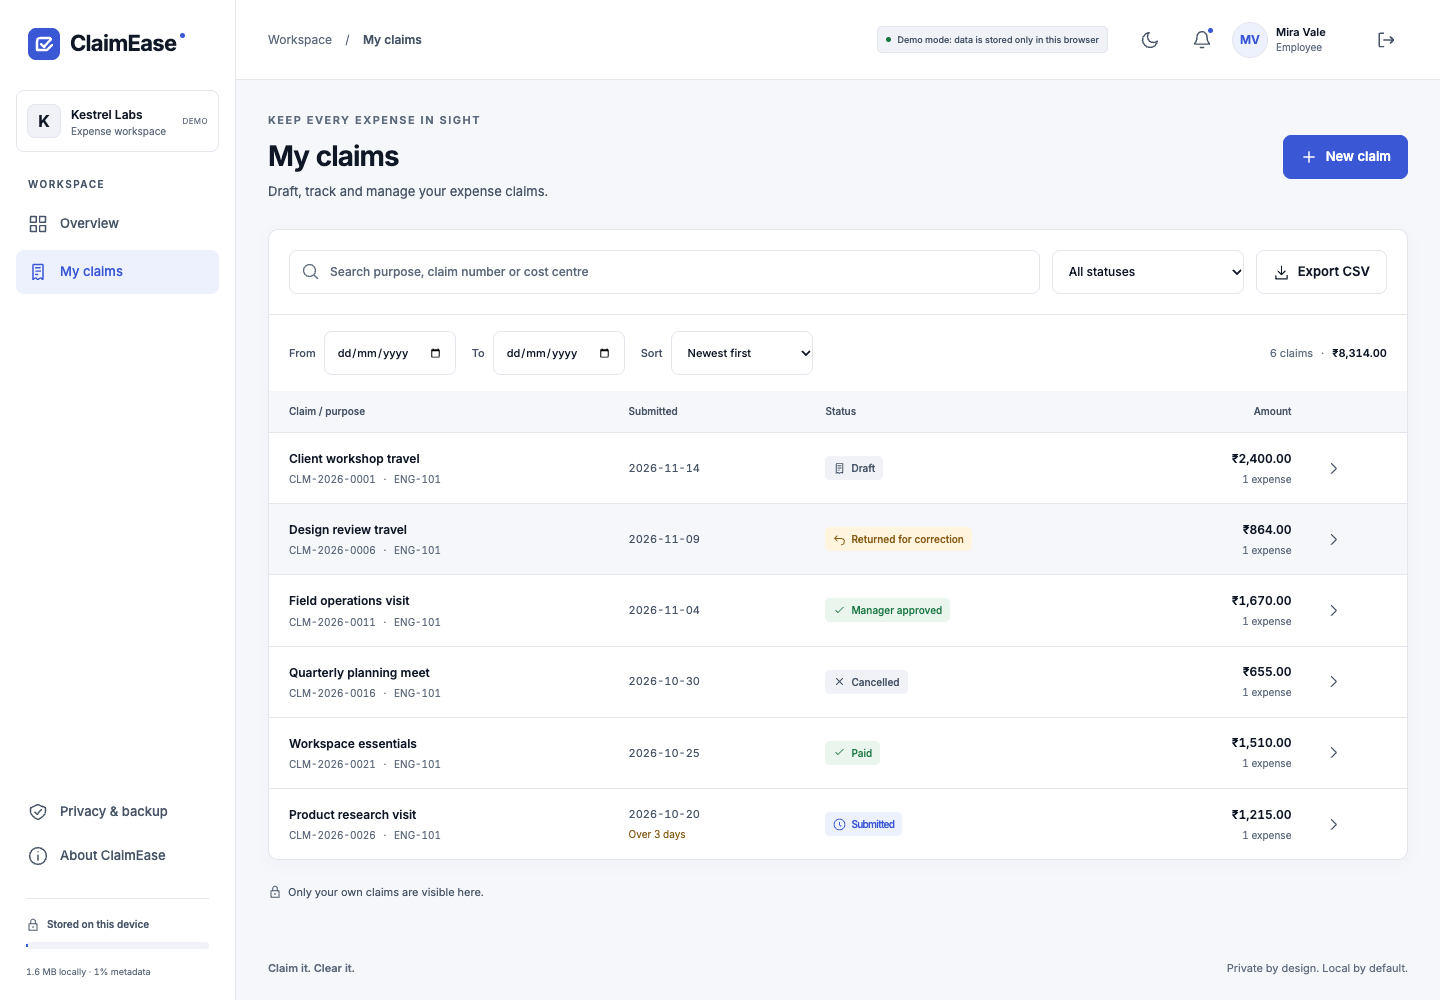 ClaimEase
K
Kestrel Labs
Expense workspace
DEMO
WORKSPACE
Overview
My claims
Privacy & backup
About ClaimEase
Stored on this device
1.6 MB locally · 1% metadata
Workspace / My claims
Demo mode: data is stored only in this browser
MV
Mira Vale
Employee
KEEP EVERY EXPENSE IN SIGHT
My claims
Draft, track and manage your expense claims.
New claim
Search purpose, claim number or cost centre
All statuses
Export CSV
From dd/mm/yyyy To dd/mm/yyyy Sort Newest first
6 claims · ₹8,314.00
Claim / purpose Submitted Status Amount
Client workshop travel
CLM-2026-0001 · ENG-101
2026-11-14
Draft
₹2,400.00
1 expense
Design review travel
CLM-2026-0006 · ENG-101
2026-11-09
Returned for correction
₹864.00
1 expense
Field operations visit
CLM-2026-0011 · ENG-101
2026-11-04
Manager approved
₹1,670.00
1 expense
Quarterly planning meet
CLM-2026-0016 · ENG-101
2026-10-30
Cancelled
₹655.00
1 expense
Workspace essentials
CLM-2026-0021 · ENG-101
2026-10-25
Paid
₹1,510.00
1 expense
Product research visit
CLM-2026-0026 · ENG-101
2026-10-20
Over 3 days
Submitted
₹1,215.00
1 expense
Only your own claims are visible here.
Claim it. Clear it.
Private by design. Local by default.